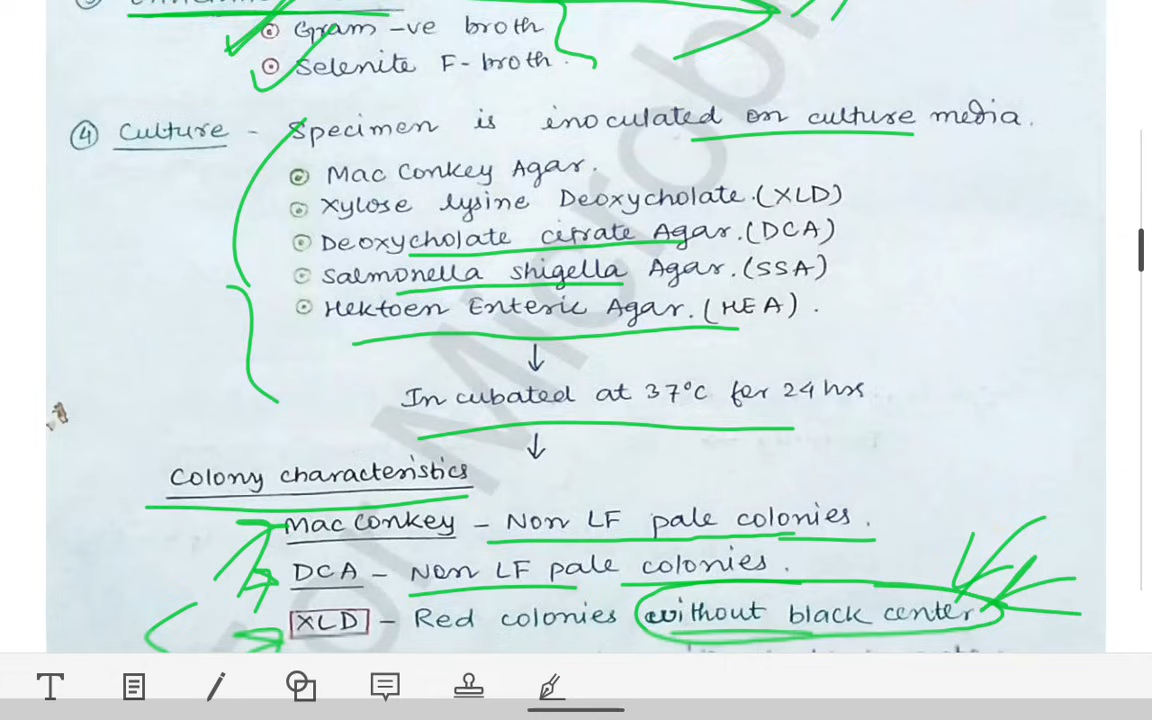 Gram -ve broth
Selenite F-broth.
④ Culture - Specimen is inoculated on culture media.
Mac Conkey Agar.
Xylose lysine Deoxycholate.(XLD)
Deoxycholate citrate Agar.(DCA)
Salmonella shigella Agar.(SSA)
Hektoen Enteric Agar.(HEA).
↓
Incubated at 37°C for 24 hrs
↓
Colony characteristics
Mac Conkey - Non LF pale colonies.
DCA - Non LF pale colonies.
XLD - Red colonies without black center
For Microb
T